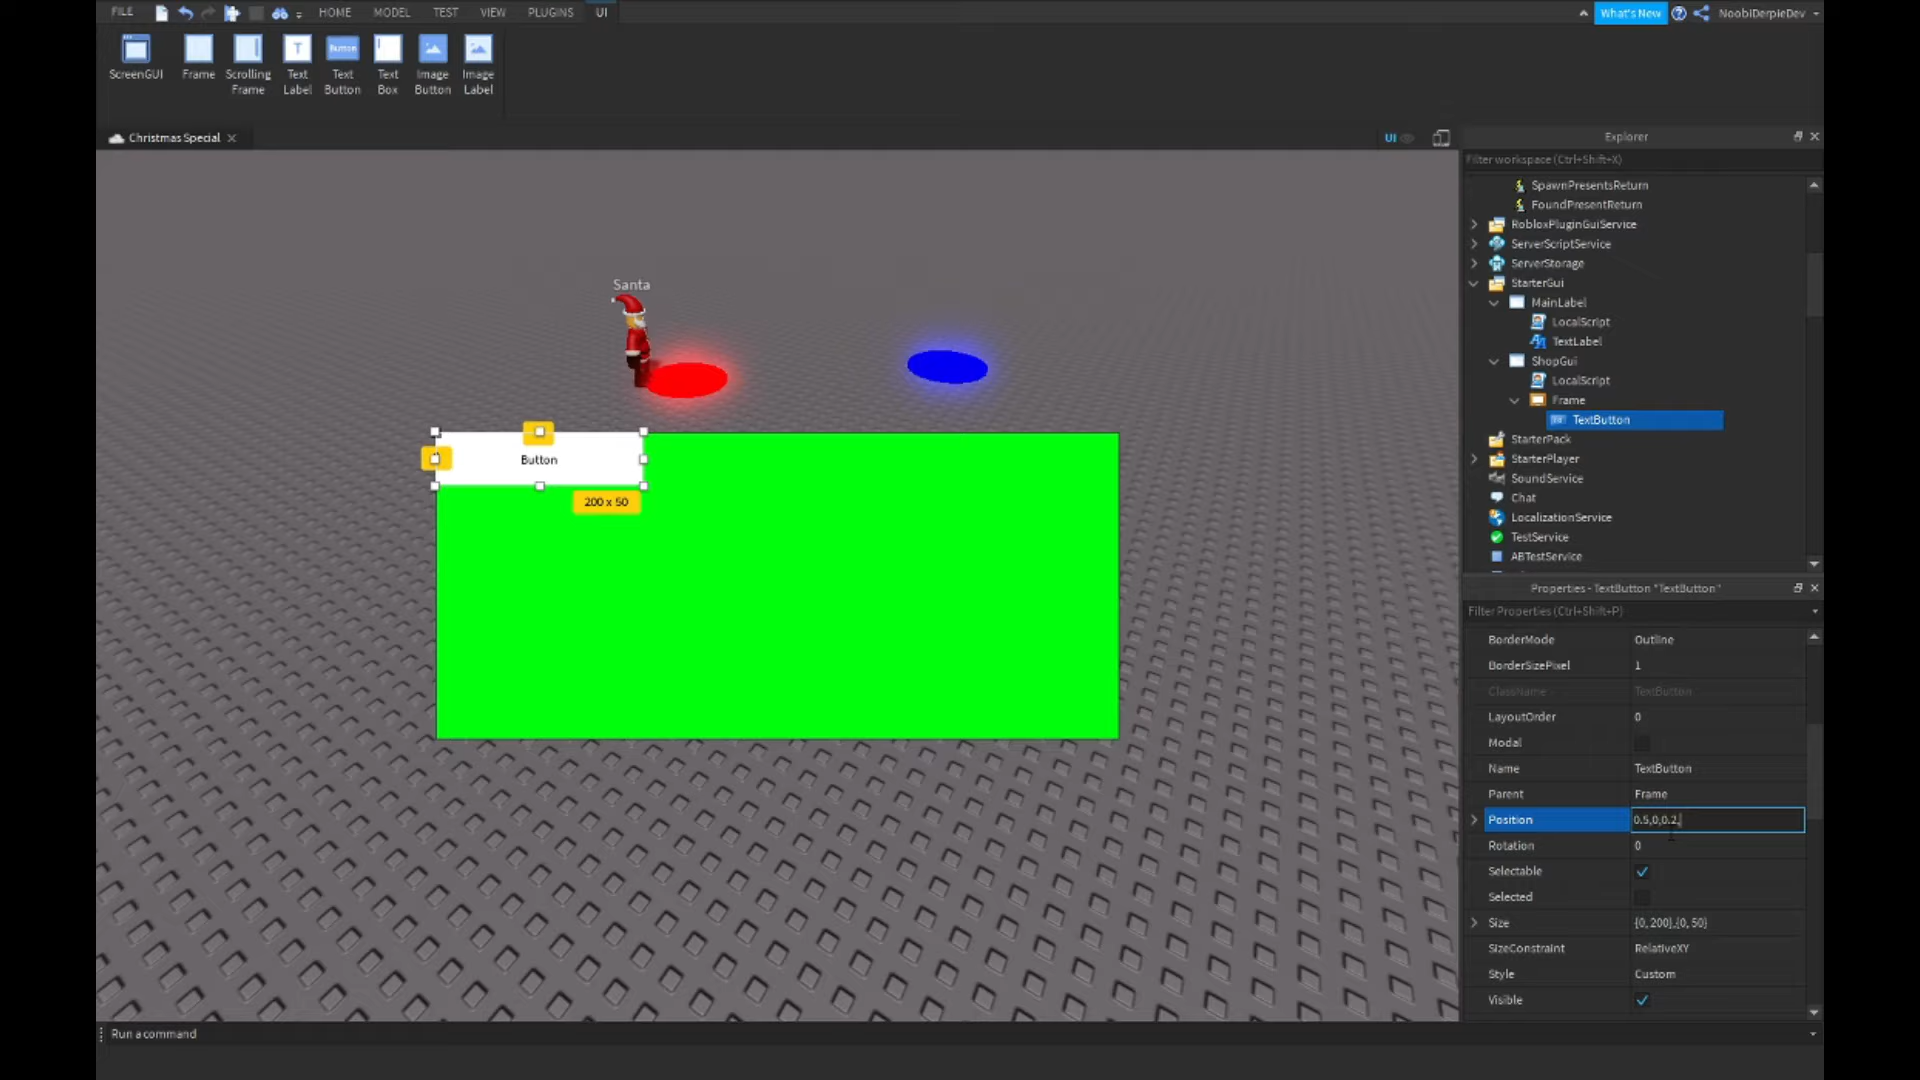 FILE HOME MODEL TEST VIEW PLUGINS UI What's New NoobiDerpieDev
ScreenGUI Frame Scrolling Frame Text Label Button Text Button Text Box Image Button Image Label
Christmas Special UI
Santa
Button
200 x 50
Explorer
Filter workspace (Ctrl+Shift+X)
SpawnPresentsReturn
FoundPresentReturn
RobloxPluginGuiService
ServerScriptService
ServerStorage
StarterGui
MainLabel
LocalScript
TextLabel
ShopGui
LocalScript
Frame
TextButton
StarterPack
StarterPlayer
SoundService
Chat
LocalizationService
TestService
ABTestService
Properties - TextButton "TextButton"
Filter Properties (Ctrl+Shift+P)
BorderMode Outline
BorderSizePixel 1
ClassName TextButton
LayoutOrder 0
Modal
Name TextButton
Parent Frame
Position 0.5,0,0.2,
Rotation 0
Selectable
Selected
Size {0, 200},{0, 50}
SizeConstraint RelativeXY
Style Custom
Visible
Run a command